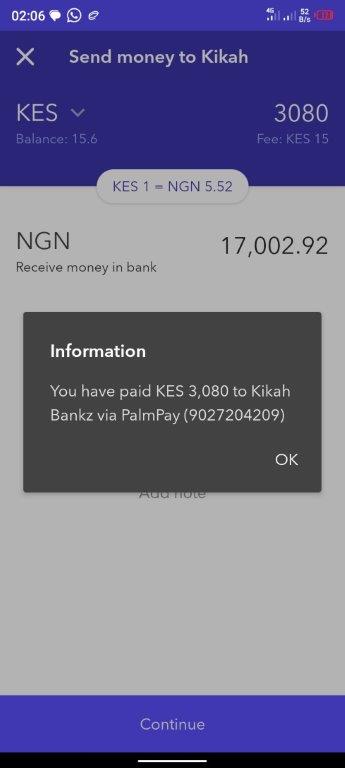 02:06
4G
52
B/s
Send money to Kikah
KES
3080
Balance: 15.6
Fee: KES 15
KES 1 = NGN 5.52
NGN
17,002.92
Receive money in bank
Information
You have paid KES 3,080 to Kikah
Bankz via PalmPay (9027204209)
OK
Add note
Continue